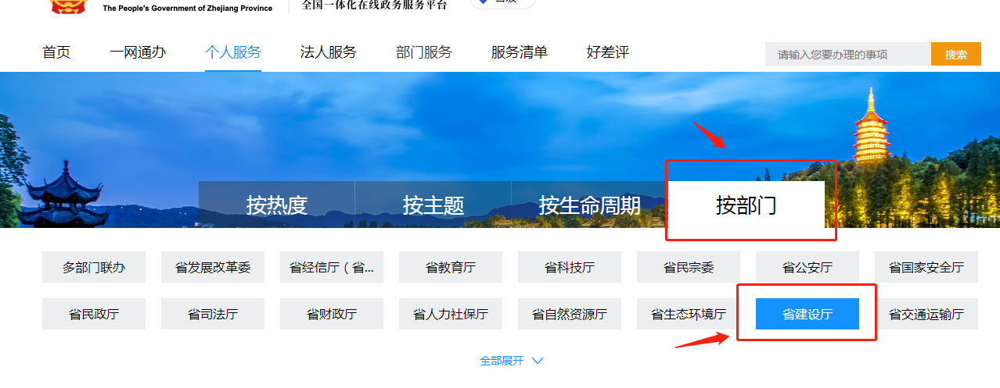 The People's Government of Zhejiang Province
全国一体化在线政务服务平台
首页 一网通办 个人服务 法人服务 部门服务 服务清单 好差评
请输入您要办理的事项 搜索
按热度 按主题 按生命周期 按部门
多部门联办 省发展改革委 省经信厅（省... 省教育厅 省科技厅 省民宗委 省公安厅 省国家安全厅
省民政厅 省司法厅 省财政厅 省人力社保厅 省自然资源厅 省生态环境厅 省建设厅 省交通运输厅
全部展开